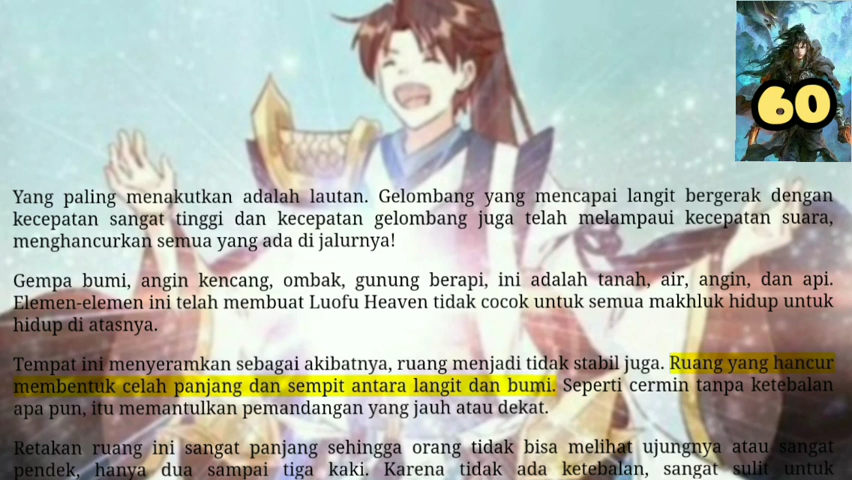 60
Yang paling menakutkan adalah lautan. Gelombang yang mencapai langit bergerak dengan
kecepatan sangat tinggi dan kecepatan gelombang juga telah melampaui kecepatan suara,
menghancurkan semua yang ada di jalurnya!
Gempa bumi, angin kencang, ombak, gunung berapi, ini adalah tanah, air, angin, dan api.
Elemen-elemen ini telah membuat Luofu Heaven tidak cocok untuk semua makhluk hidup untuk
hidup di atasnya.
Tempat ini menyeramkan sebagai akibatnya, ruang menjadi tidak stabil juga. Ruang yang hancur
membentuk celah panjang dan sempit antara langit dan bumi. Seperti cermin tanpa ketebalan
apa pun, itu memantulkan pemandangan yang jauh atau dekat.
Retakan ruang ini sangat panjang sehingga orang tidak bisa melihat ujungnya atau sangat
pendek, hanya dua sampai tiga kaki. Karena tidak ada ketebalan, sangat sulit untuk